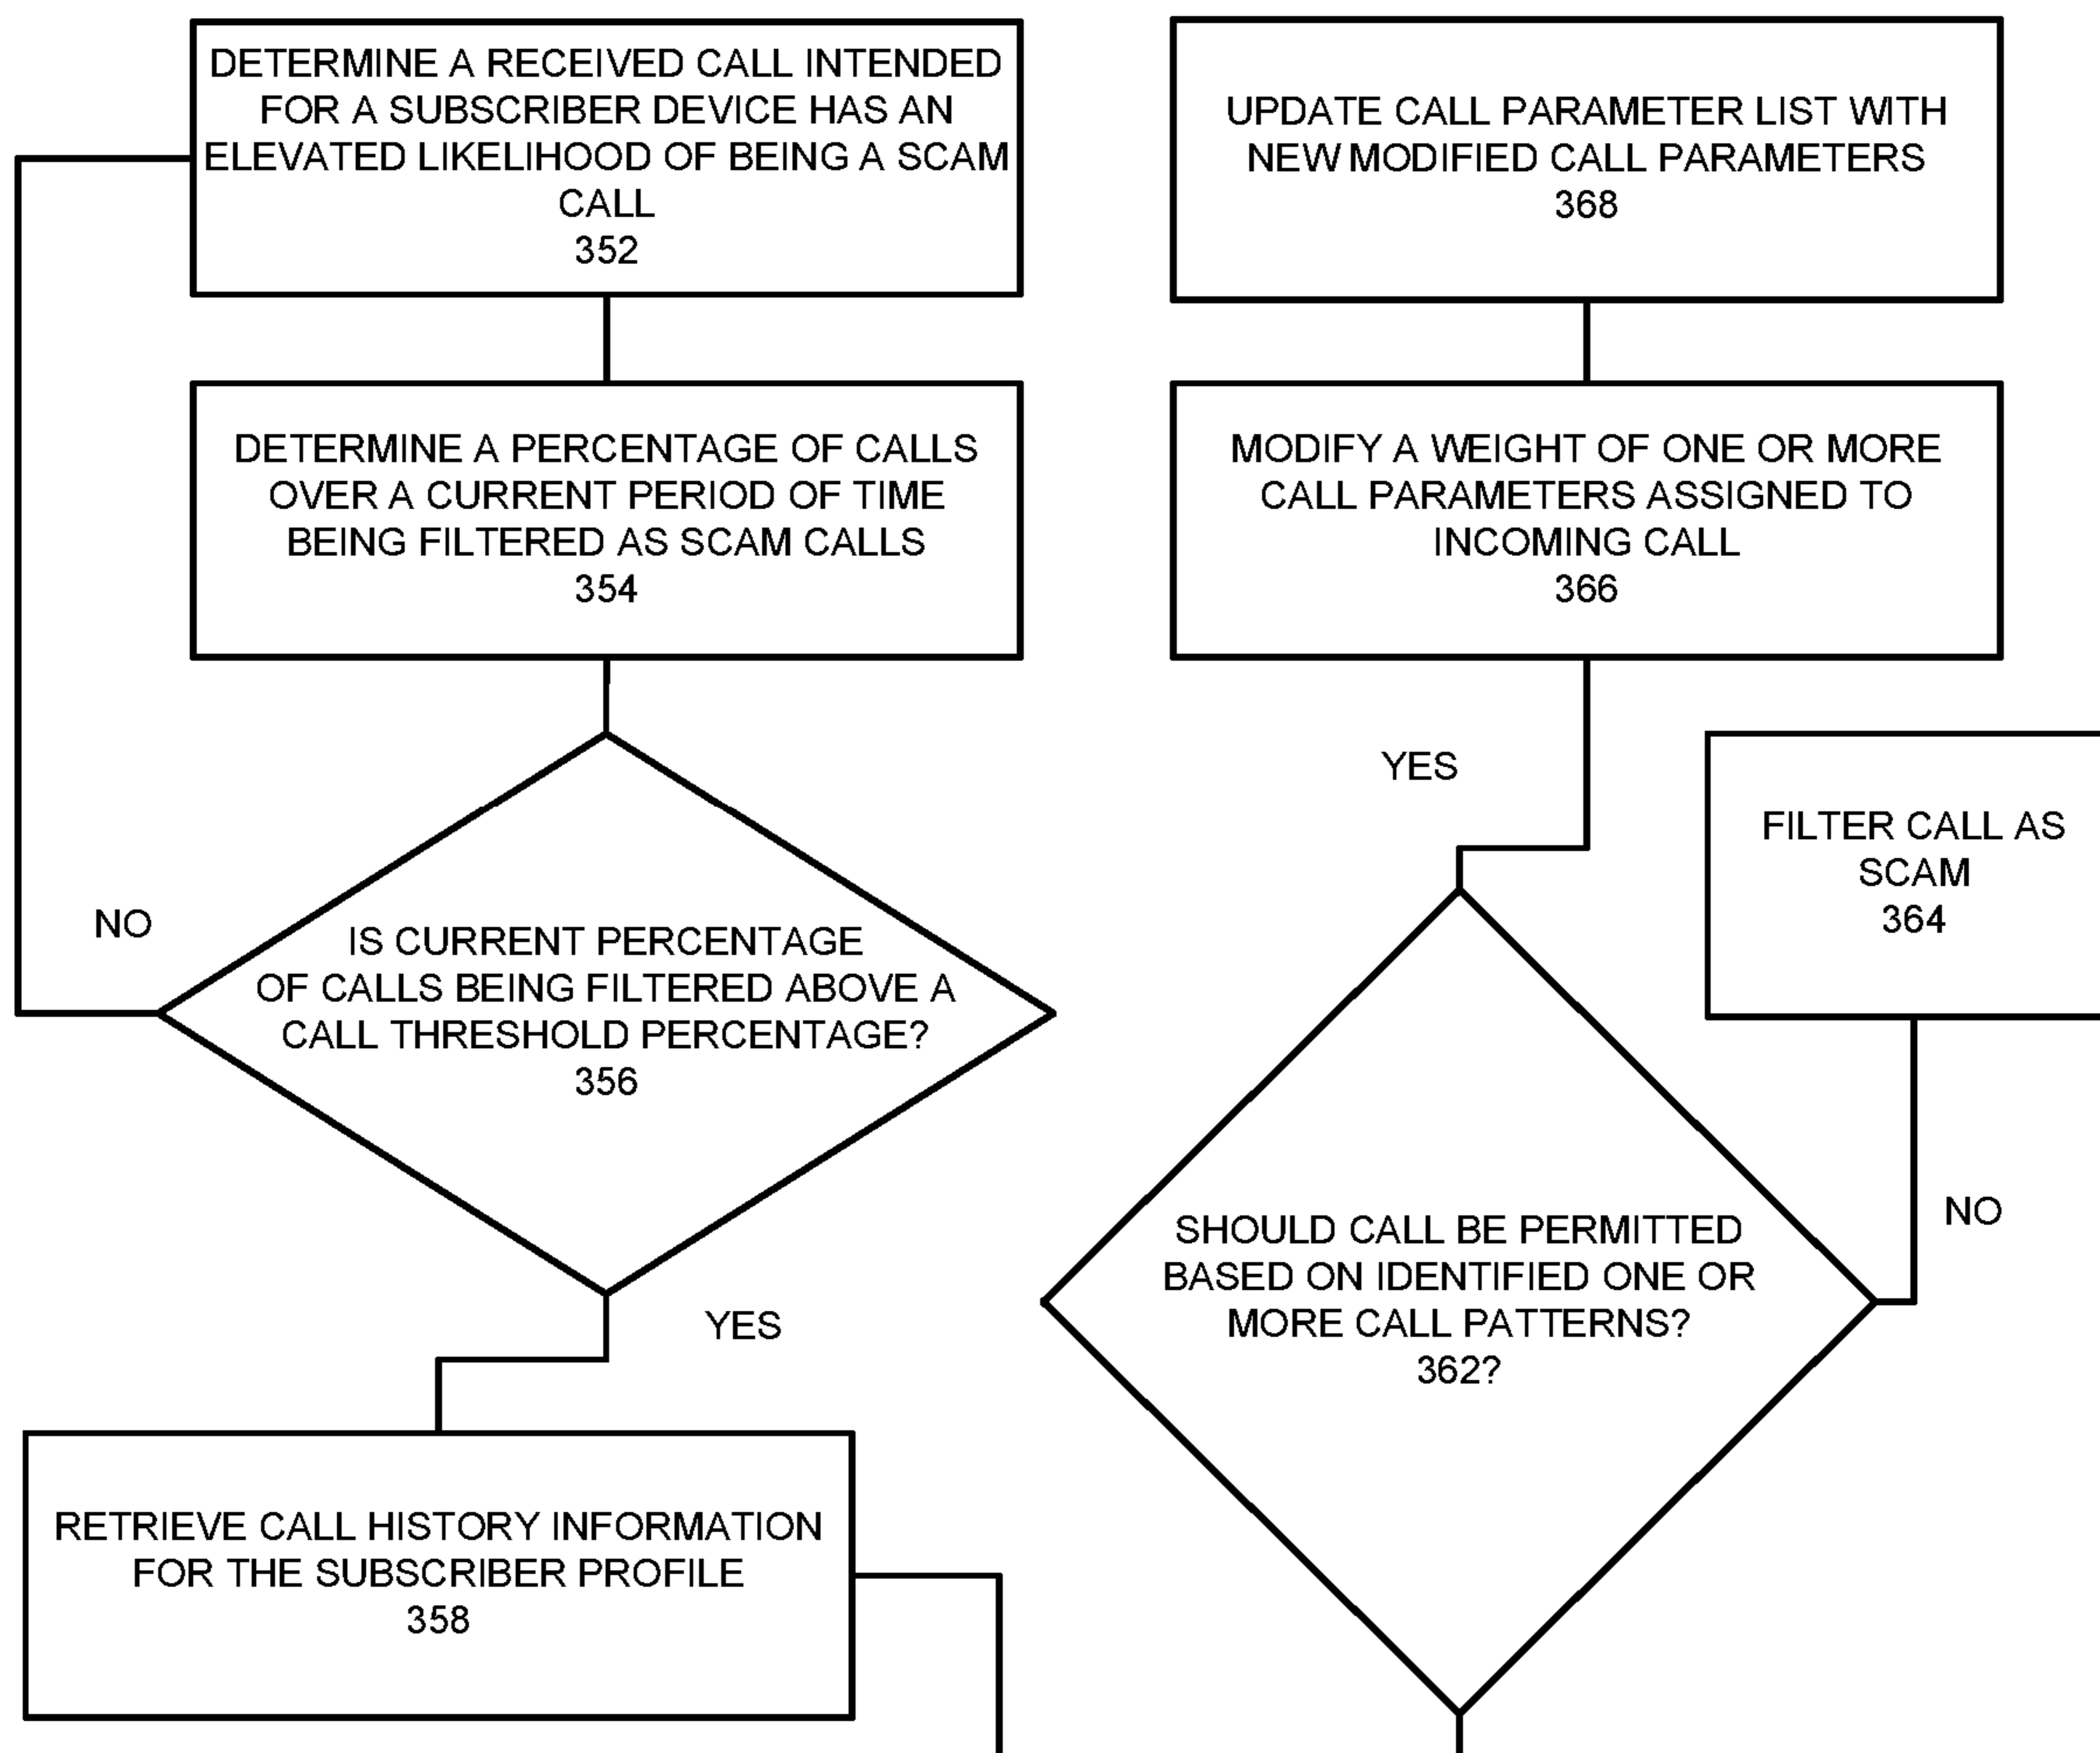 DETERMINE A RECEIVED CALL INTENDED
FOR A SUBSCRIBER DEVICE HAS AN
ELEVATED LIKELIHOOD OF BEING A SCAM
CALL
352
DETERMINE A PERCENTAGE OF CALLS
OVER A CURRENT PERIOD OF TIME
BEING FILTERED AS SCAM CALLS
354
NO
IS CURRENT PERCENTAGE
OF CALLS BEING FILTERED ABOVE A
CALL THRESHOLD PERCENTAGE?
356
YES
RETRIEVE CALL HISTORY INFORMATION
FOR THE SUBSCRIBER PROFILE
358
UPDATE CALL PARAMETER LIST WITH
NEW MODIFIED CALL PARAMETERS
368
MODIFY A WEIGHT OF ONE OR MORE
CALL PARAMETERS ASSIGNED TO
INCOMING CALL
366
YES
FILTER CALL AS
SCAM
364
NO
SHOULD CALL BE PERMITTED
BASED ON IDENTIFIED ONE OR
MORE CALL PATTERNS?
362?